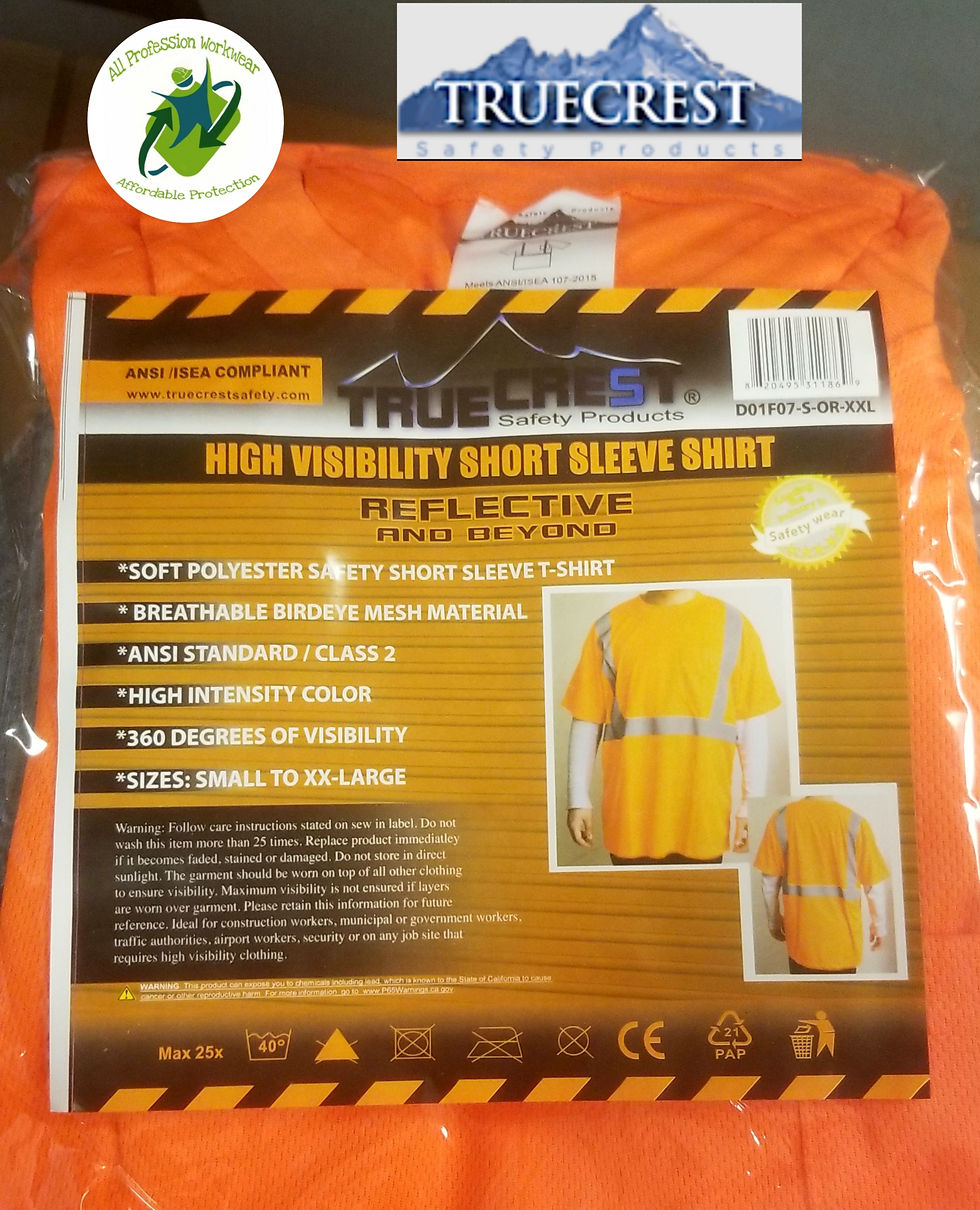 All Profession Workwear
Affordable Protection
TRUECREST
Safety Products
Safety Products
TRUECREST
Meets ANSI/ISEA 107-2015
ANSI /ISEA COMPLIANT
www.truecrestsafety.com
TRUECREST®
Safety Products
8 20495 31186 9
D01F07-S-OR-XXL
HIGH VISIBILITY SHORT SLEEVE SHIRT
REFLECTIVE
AND BEYOND
Safety wear
*SOFT POLYESTER SAFETY SHORT SLEEVE T-SHIRT
* BREATHABLE BIRDEYE MESH MATERIAL
*ANSI STANDARD / CLASS 2
*HIGH INTENSITY COLOR
*360 DEGREES OF VISIBILITY
*SIZES: SMALL TO XX-LARGE
Warning: Follow care instructions stated on sew in label. Do not
wash this item more than 25 times. Replace product immediatley
if it becomes faded, stained or damaged. Do not store in direct
sunlight. The garment should be worn on top of all other clothing
to ensure visibility. Maximum visibility is not ensured if layers
are worn over garment. Please retain this information for future
reference. Ideal for construction workers, municipal or government workers,
traffic authorities, airport workers, security or on any job site that
requires high visibility clothing.
WARNING This product can expose you to chemicals including lead, which is known to the State of California to cause
cancer or other reproductive harm. For more information go to www.P65Warnings.ca.gov
Max 25x
40°
CE
21
PAP